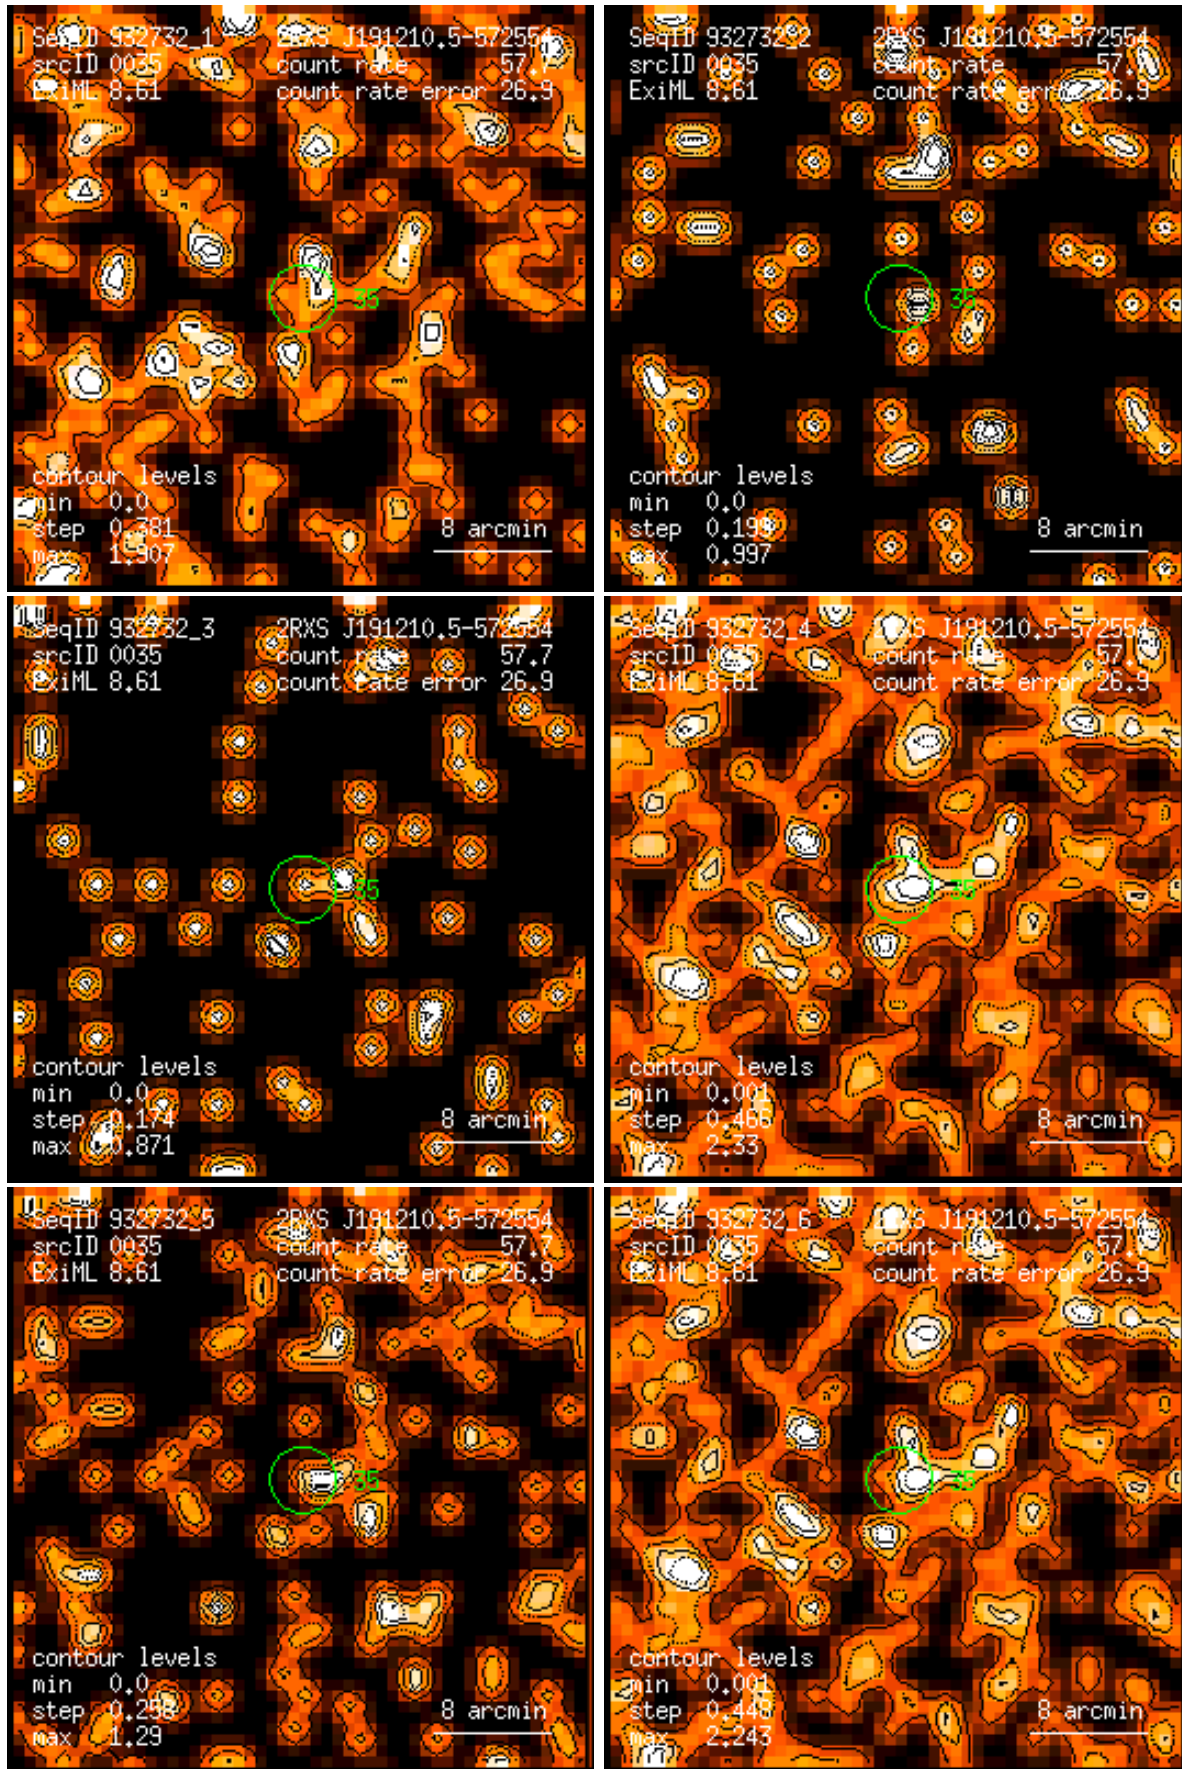 SeqID 932732_1 2RXS J191210.5-572554
srcID 0035 count rate 57.7
ExiML 8.61 count rate error 26.9
35
contour levels
min 0.0
step 0.381
max 1.907
8 arcmin
SeqID 932732_2 2RXS J191210.5-572554
srcID 0035 count rate 57.7
ExiML 8.61 count rate error 26.9
35
contour levels
min 0.0
step 0.199
max 0.997
8 arcmin
SeqID 932732_3 2RXS J191210.5-572554
srcID 0035 count rate 57.7
ExiML 8.61 count rate error 26.9
35
contour levels
min 0.0
step 0.174
max 0.871
8 arcmin
SeqID 932732_4 2RXS J191210.5-572554
srcID 0035 count rate 57.7
ExiML 8.61 count rate error 26.9
35
contour levels
min 0.001
step 0.466
max 2.33
8 arcmin
SeqID 932732_5 2RXS J191210.5-572554
srcID 0035 count rate 57.7
ExiML 8.61 count rate error 26.9
35
contour levels
min 0.0
step 0.258
max 1.29
8 arcmin
SeqID 932732_6 2RXS J191210.5-572554
srcID 0035 count rate 57.7
ExiML 8.61 count rate error 26.9
35
contour levels
min 0.001
step 0.448
max 2.243
8 arcmin